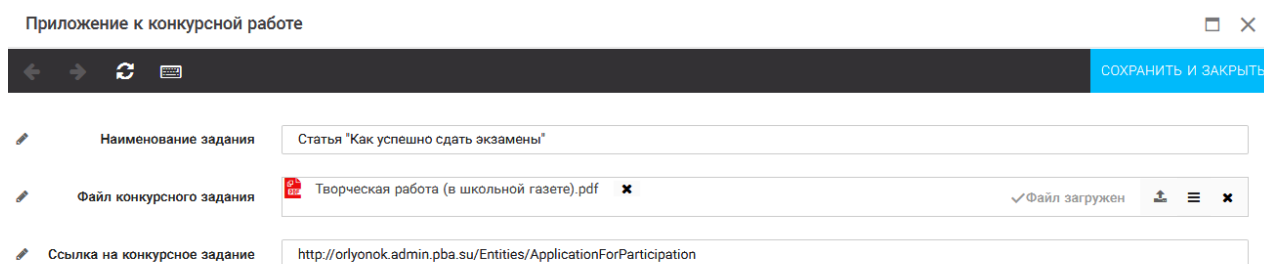 Приложение к конкурсной работе
СОХРАНИТЬ И ЗАКРЫТЬ
Наименование задания Статья "Как успешно сдать экзамены"
Файл конкурсного задания Творческая работа (в школьной газете).pdf Файл загружен
Ссылка на конкурсное задание http://orlyonok.admin.pba.su/Entities/ApplicationForParticipation